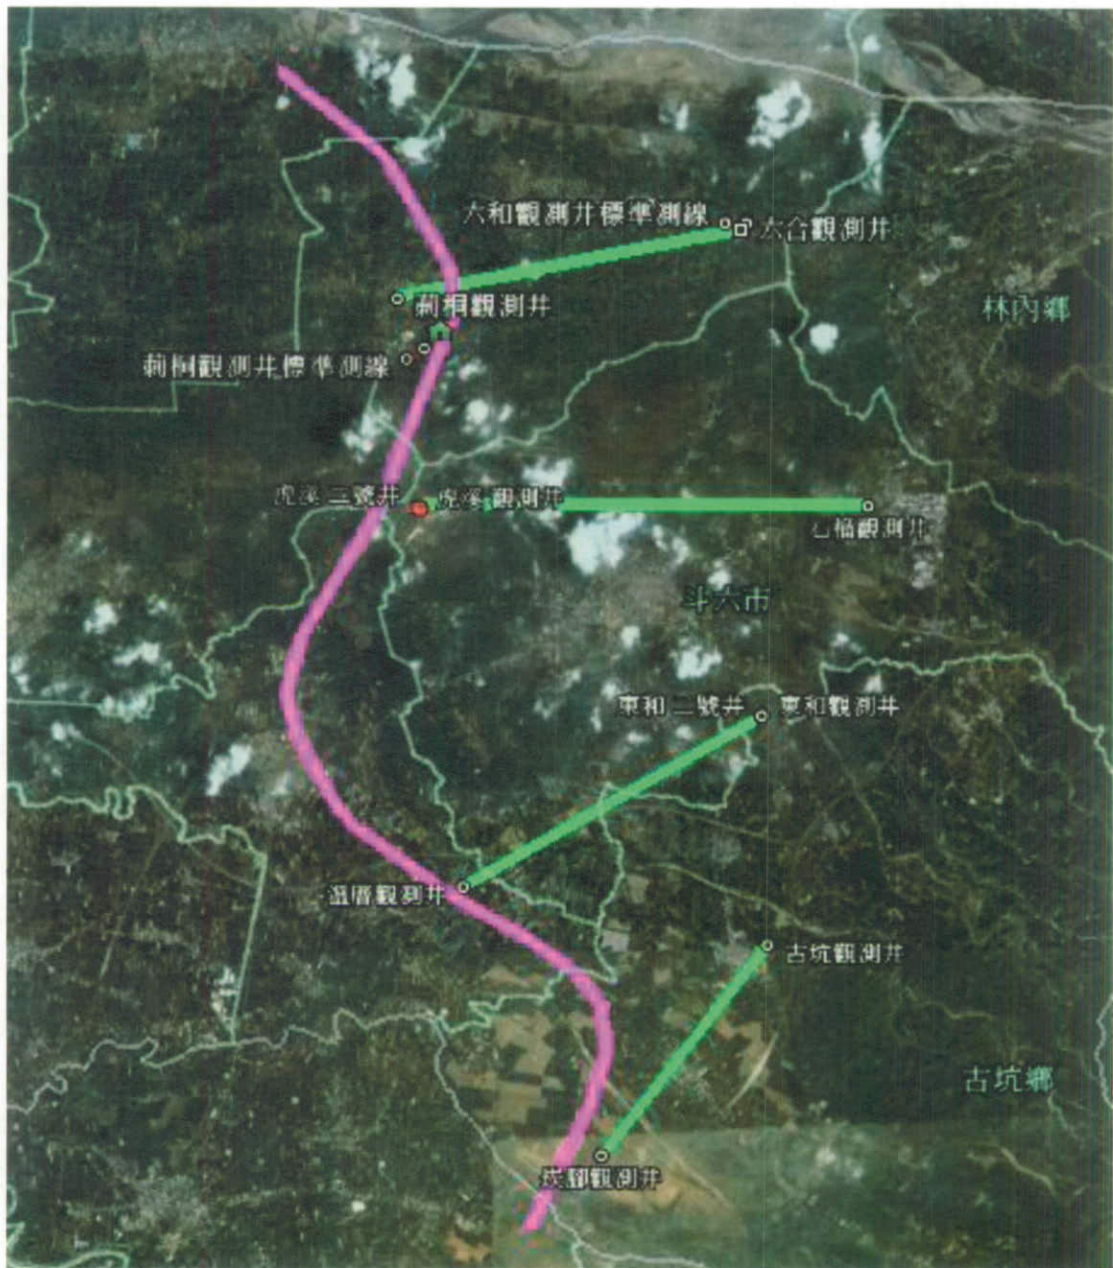 六和觀測井標準測線
六合觀測井
莿桐觀測井
林內鄉
莿桐觀測井標準測線
虎溪二號井
虎溪觀測井
石榴觀測井
斗六市
東和二號井
東和觀測井
溫厝觀測井
古坑觀測井
古坑鄉
崁腳觀測井